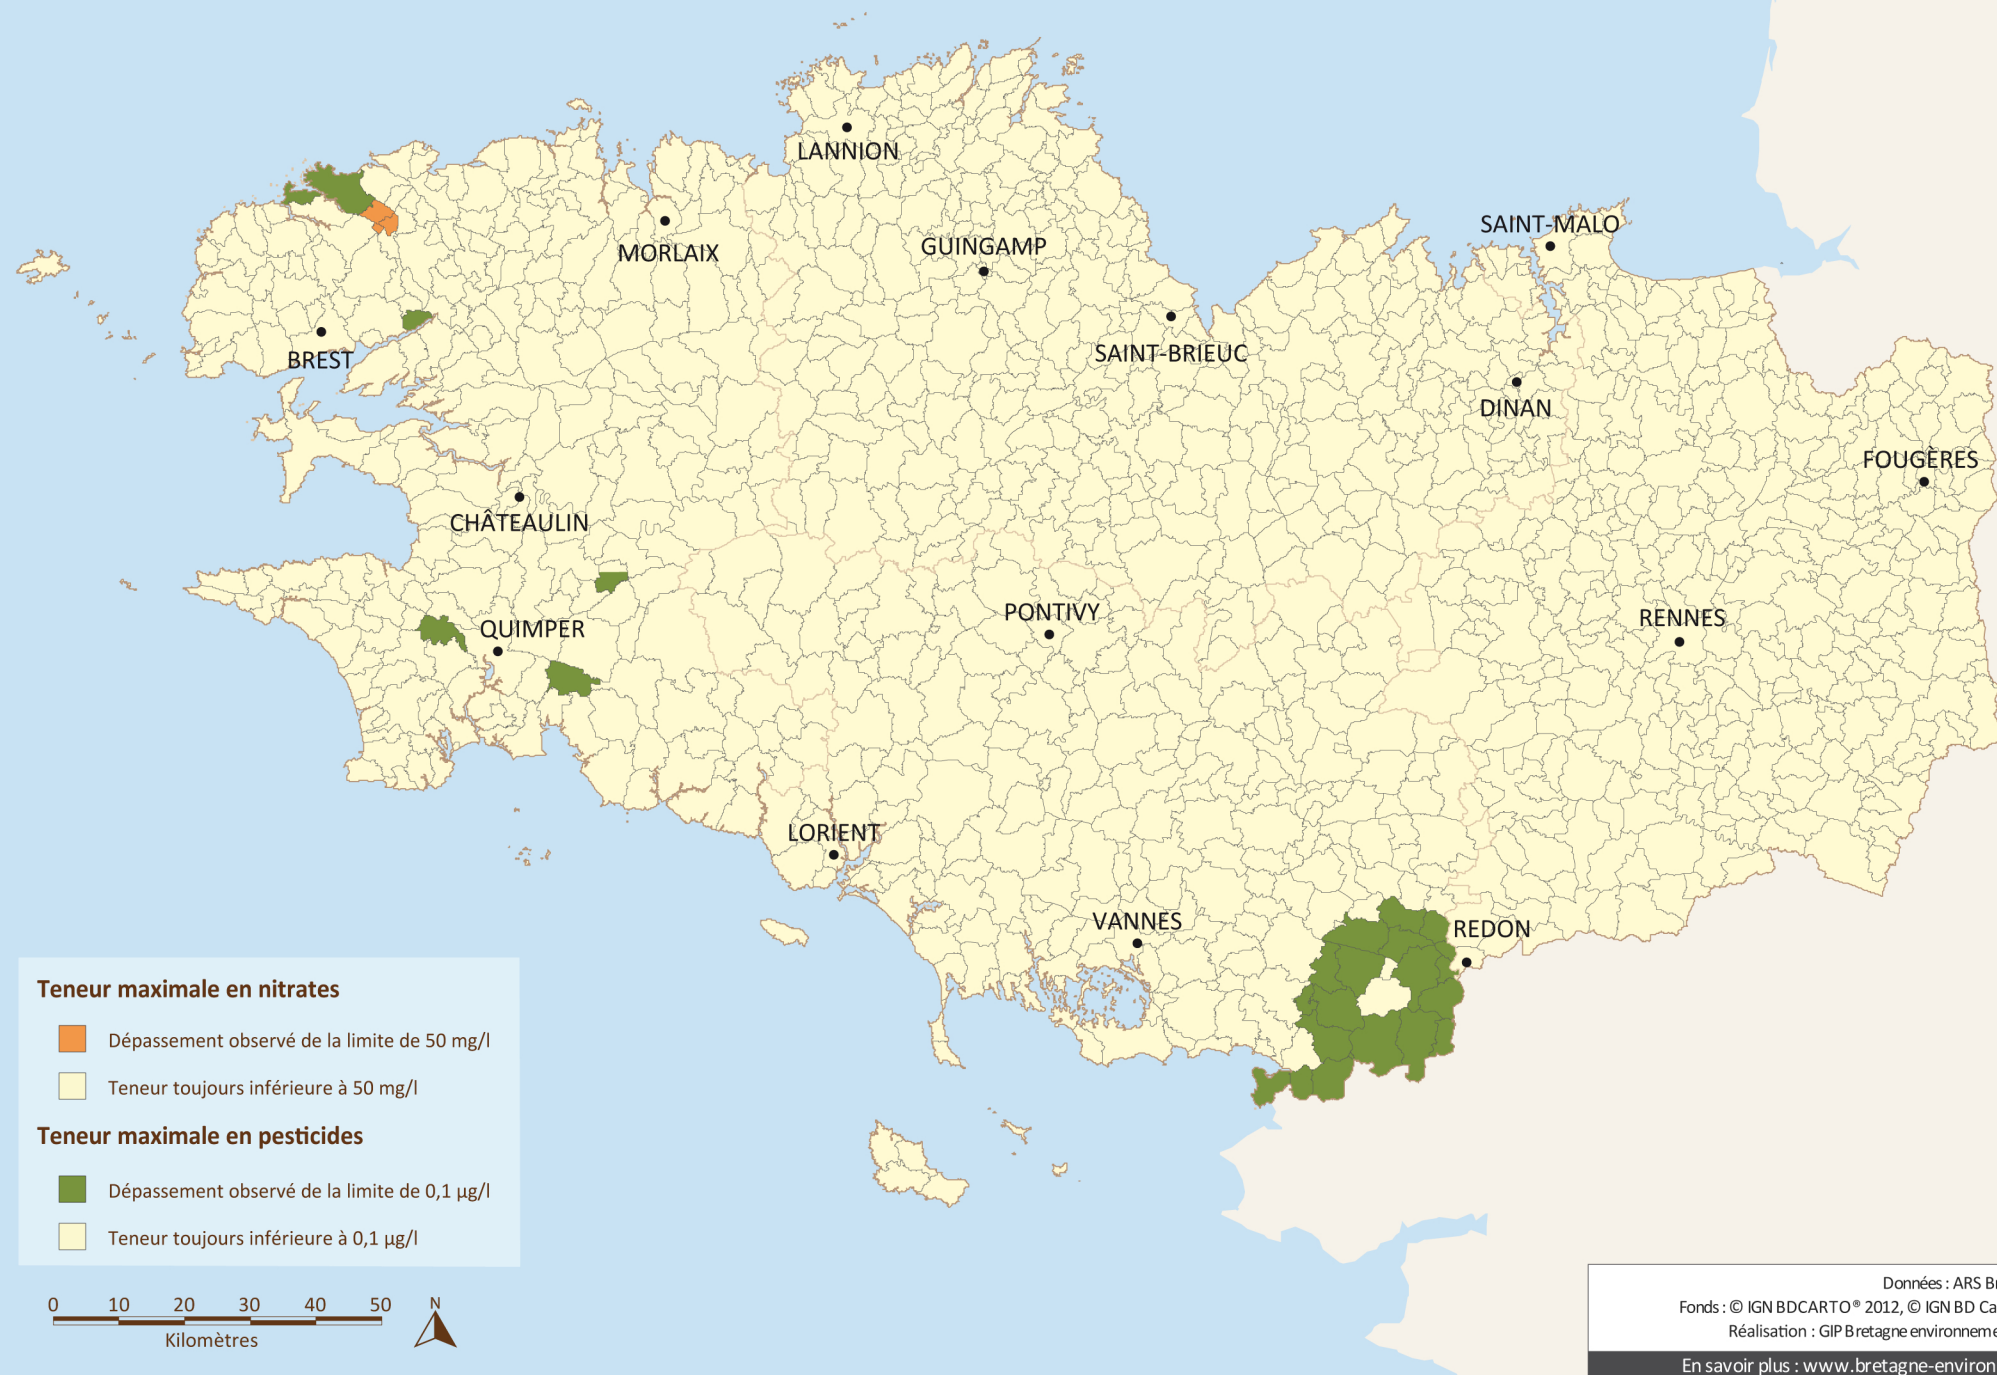 LANNION
SAINT-MALO
MORLAIX
GUINGAMP
BREST
SAINT-BRIEUC
DINAN
FOUGÈRES
CHÂTEAULIN
PONTIVY
RENNES
QUIMPER
LORIENT
VANNES
REDON
Teneur maximale en nitrates
Dépassement observé de la limite de 50 mg/l
Teneur toujours inférieure à 50 mg/l
Teneur maximale en pesticides
Dépassement observé de la limite de 0,1 µg/l
Teneur toujours inférieure à 0,1 µg/l
0 10 20 30 40 50
Kilomètres
N
Données : ARS B
Fonds : © IGN BDCARTO® 2012, © IGN BD Ca
Réalisation : GIP Bretagne environneme
En savoir plus : www.bretagne-environ